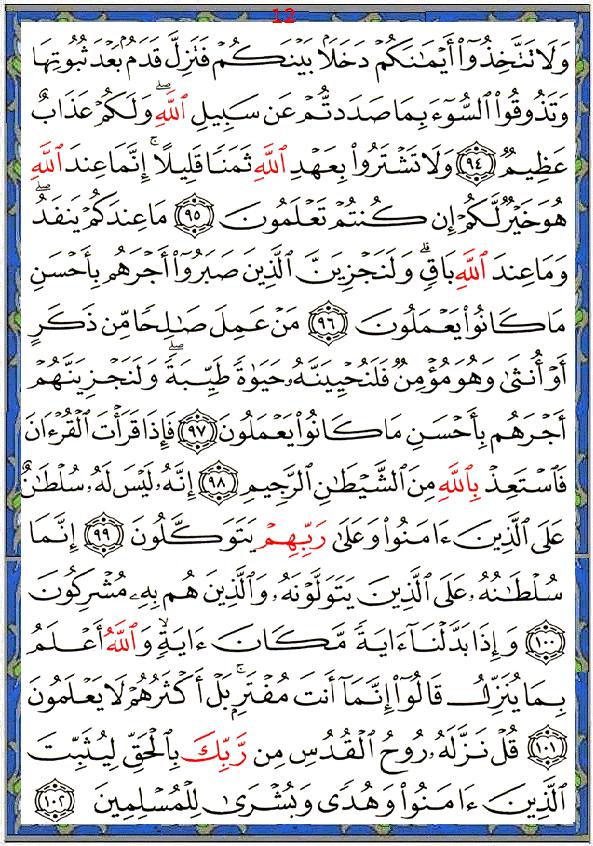 12
وَلَا تَتَّخِذُوٓا۟ أَيْمَٰنَكُمْ دَخَلًۢا بَيْنَكُمْ فَتَزِلَّ قَدَمٌۢ بَعْدَ ثُبُوتِهَا
وَتَذُوقُوا۟ ٱلسُّوٓءَ بِمَا صَدَدتُّمْ عَن سَبِيلِ ٱللَّهِ ۖ وَلَكُمْ عَذَابٌ
عَظِيمٌ ٩٤ وَلَا تَشْتَرُوا۟ بِعَهْدِ ٱللَّهِ ثَمَنًا قَلِيلًا ۚ إِنَّمَا عِندَ ٱللَّهِ
هُوَ خَيْرٌ لَّكُمْ إِن كُنتُمْ تَعْلَمُونَ ٩٥ مَا عِندَكُمْ يَنفَدُ ۖ
وَمَا عِندَ ٱللَّهِ بَاقٍ ۗ وَلَنَجْزِيَنَّ ٱلَّذِينَ صَبَرُوٓا۟ أَجْرَهُم بِأَحْسَنِ
مَا كَانُوا۟ يَعْمَلُونَ ٩٦ مَنْ عَمِلَ صَٰلِحًا مِّن ذَكَرٍ
أَوْ أُنثَىٰ وَهُوَ مُؤْمِنٌ فَلَنُحْيِيَنَّهُۥ حَيَوٰةً طَيِّبَةً ۖ وَلَنَجْزِيَنَّهُمْ
أَجْرَهُم بِأَحْسَنِ مَا كَانُوا۟ يَعْمَلُونَ ٩٧ فَإِذَا قَرَأْتَ ٱلْقُرْءَانَ
فَٱسْتَعِذْ بِٱللَّهِ مِنَ ٱلشَّيْطَٰنِ ٱلرَّجِيمِ ٩٨ إِنَّهُۥ لَيْسَ لَهُۥ سُلْطَٰنٌ
عَلَى ٱلَّذِينَ ءَامَنُوا۟ وَعَلَىٰ رَبِّهِمْ يَتَوَكَّلُونَ ٩٩ إِنَّمَا
سُلْطَٰنُهُۥ عَلَى ٱلَّذِينَ يَتَوَلَّوْنَهُۥ وَٱلَّذِينَ هُم بِهِۦ مُشْرِكُونَ
١٠٠ وَإِذَا بَدَّلْنَآ ءَايَةً مَّكَانَ ءَايَةٍ ۙ وَٱللَّهُ أَعْلَمُ
بِمَا يُنَزِّلُ قَالُوٓا۟ إِنَّمَآ أَنتَ مُفْتَرٍۭ ۚ بَلْ أَكْثَرُهُمْ لَا يَعْلَمُونَ
١٠١ قُلْ نَزَّلَهُۥ رُوحُ ٱلْقُدُسِ مِن رَّبِّكَ بِٱلْحَقِّ لِيُثَبِّتَ
ٱلَّذِينَ ءَامَنُوا۟ وَهُدًى وَبُشْرَىٰ لِلْمُسْلِمِينَ ١٠٢